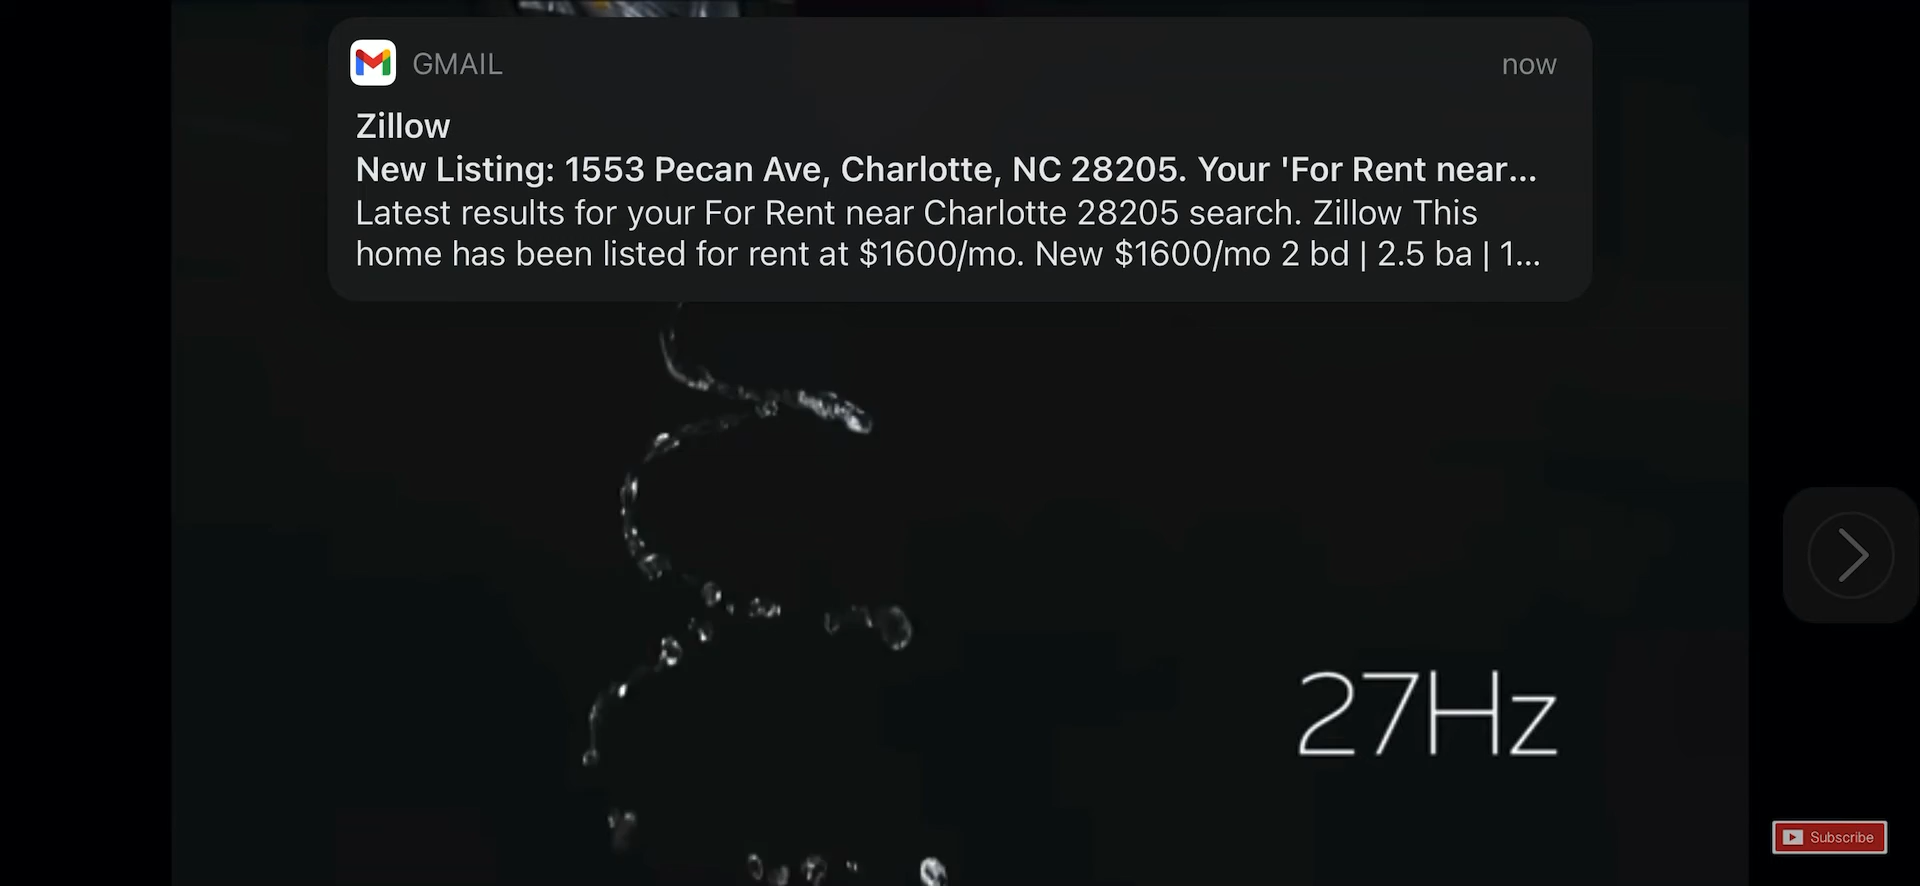 GMAIL
now
Zillow
New Listing: 1553 Pecan Ave, Charlotte, NC 28205. Your 'For Rent near...
Latest results for your For Rent near Charlotte 28205 search. Zillow This
home has been listed for rent at $1600/mo. New $1600/mo 2 bd | 2.5 ba | 1...
27Hz
Subscribe